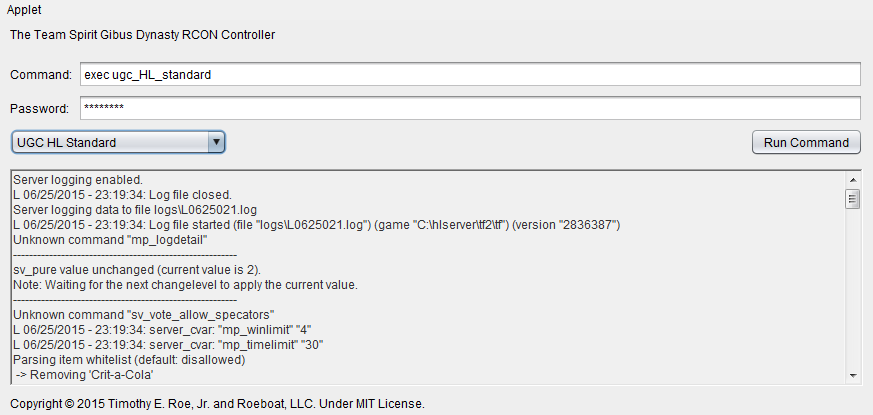 Applet
The Team Spirit Gibus Dynasty RCON Controller
Command: exec ugc_HL_standard
Password: ********
UGC HL Standard
Run Command
Server logging enabled.
L 06/25/2015 - 23:19:34: Log file closed.
Server logging data to file logs\L0625021.log
L 06/25/2015 - 23:19:34: Log file started (file "logs\L0625021.log") (game "C:\hlserver\tf2\tf") (version "2836387")
Unknown command "mp_logdetail"
--------------------------------------------------------
sv_pure value unchanged (current value is 2).
Note: Waiting for the next changelevel to apply the current value.
--------------------------------------------------------
Unknown command "sv_vote_allow_specators"
L 06/25/2015 - 23:19:34: server_cvar: "mp_winlimit" "4"
L 06/25/2015 - 23:19:34: server_cvar: "mp_timelimit" "30"
Parsing item whitelist (default: disallowed)
-> Removing 'Crit-a-Cola'
Copyright © 2015 Timothy E. Roe, Jr. and Roeboat, LLC. Under MIT License.